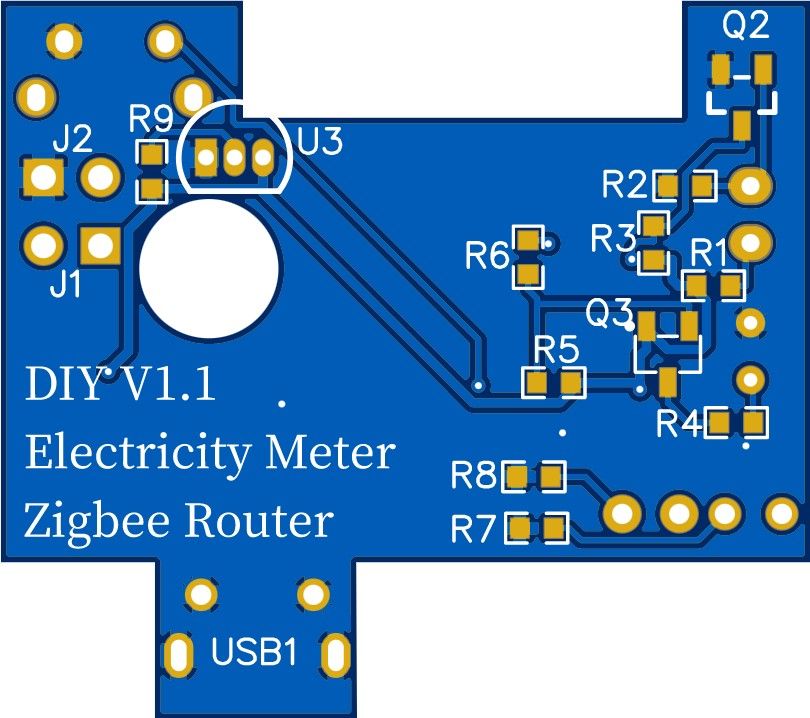 Q2
R9
J2
U3
R2
R3
R6
R1
J1
Q3
R5
DIY V1.1
R4
Electricity Meter
R8
Zigbee Router
R7
USB1